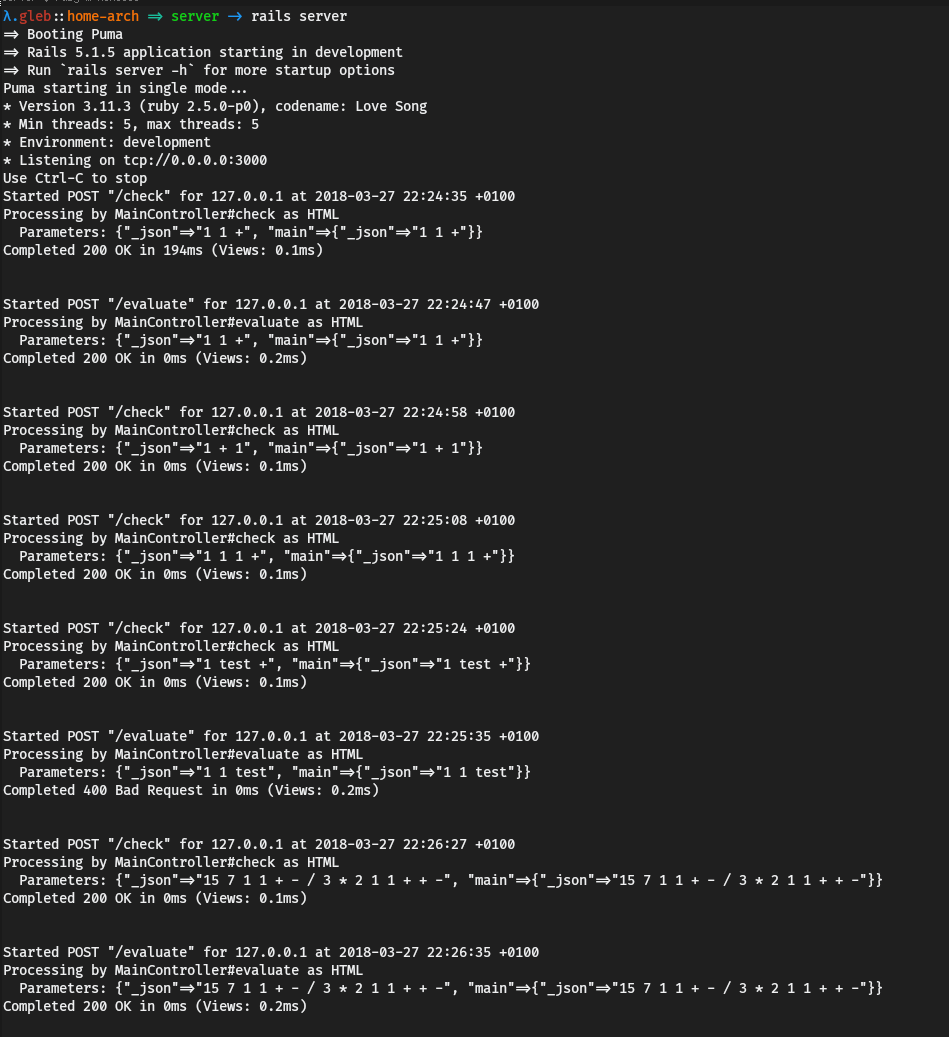 λ.gleb::home-arch => server -> rails server
=> Booting Puma
=> Rails 5.1.5 application starting in development
=> Run `rails server -h` for more startup options
Puma starting in single mode...
* Version 3.11.3 (ruby 2.5.0-p0), codename: Love Song
* Min threads: 5, max threads: 5
* Environment: development
* Listening on tcp://0.0.0.0:3000
Use Ctrl-C to stop
Started POST "/check" for 127.0.0.1 at 2018-03-27 22:24:35 +0100
Processing by MainController#check as HTML
  Parameters: {"_json"=>"1 1 +", "main"=>{"_json"=>"1 1 +"}}
Completed 200 OK in 194ms (Views: 0.1ms)
Started POST "/evaluate" for 127.0.0.1 at 2018-03-27 22:24:47 +0100
Processing by MainController#evaluate as HTML
  Parameters: {"_json"=>"1 1 +", "main"=>{"_json"=>"1 1 +"}}
Completed 200 OK in 0ms (Views: 0.2ms)
Started POST "/check" for 127.0.0.1 at 2018-03-27 22:24:58 +0100
Processing by MainController#check as HTML
  Parameters: {"_json"=>"1 + 1", "main"=>{"_json"=>"1 + 1"}}
Completed 200 OK in 0ms (Views: 0.1ms)
Started POST "/check" for 127.0.0.1 at 2018-03-27 22:25:08 +0100
Processing by MainController#check as HTML
  Parameters: {"_json"=>"1 1 1 +", "main"=>{"_json"=>"1 1 1 +"}}
Completed 200 OK in 0ms (Views: 0.1ms)
Started POST "/check" for 127.0.0.1 at 2018-03-27 22:25:24 +0100
Processing by MainController#check as HTML
  Parameters: {"_json"=>"1 test +", "main"=>{"_json"=>"1 test +"}}
Completed 200 OK in 0ms (Views: 0.1ms)
Started POST "/evaluate" for 127.0.0.1 at 2018-03-27 22:25:35 +0100
Processing by MainController#evaluate as HTML
  Parameters: {"_json"=>"1 1 test", "main"=>{"_json"=>"1 1 test"}}
Completed 400 Bad Request in 0ms (Views: 0.2ms)
Started POST "/check" for 127.0.0.1 at 2018-03-27 22:26:27 +0100
Processing by MainController#check as HTML
  Parameters: {"_json"=>"15 7 1 1 + - / 3 * 2 1 1 + + -", "main"=>{"_json"=>"15 7 1 1 + - / 3 * 2 1 1 + + -"}}
Completed 200 OK in 0ms (Views: 0.1ms)
Started POST "/evaluate" for 127.0.0.1 at 2018-03-27 22:26:35 +0100
Processing by MainController#evaluate as HTML
  Parameters: {"_json"=>"15 7 1 1 + - / 3 * 2 1 1 + + -", "main"=>{"_json"=>"15 7 1 1 + - / 3 * 2 1 1 + + -"}}
Completed 200 OK in 0ms (Views: 0.2ms)